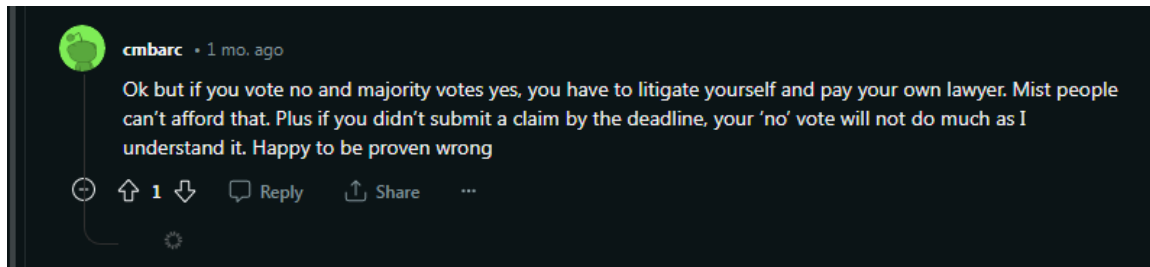 cmbarc • 1 mo. ago
Ok but if you vote no and majority votes yes, you have to litigate yourself and pay your own lawyer. Mist people
can’t afford that. Plus if you didn’t submit a claim by the deadline, your ‘no’ vote will not do much as I
understand it. Happy to be proven wrong
1 Reply Share ...